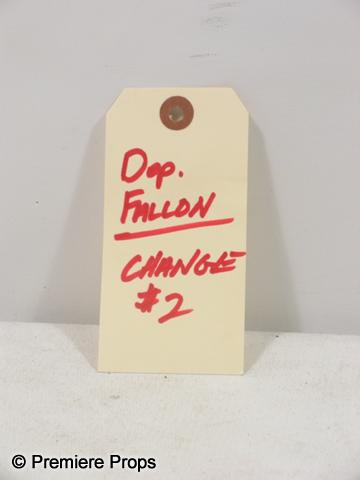 Dep.
FALLON
CHANGE
#2
© Premiere Props